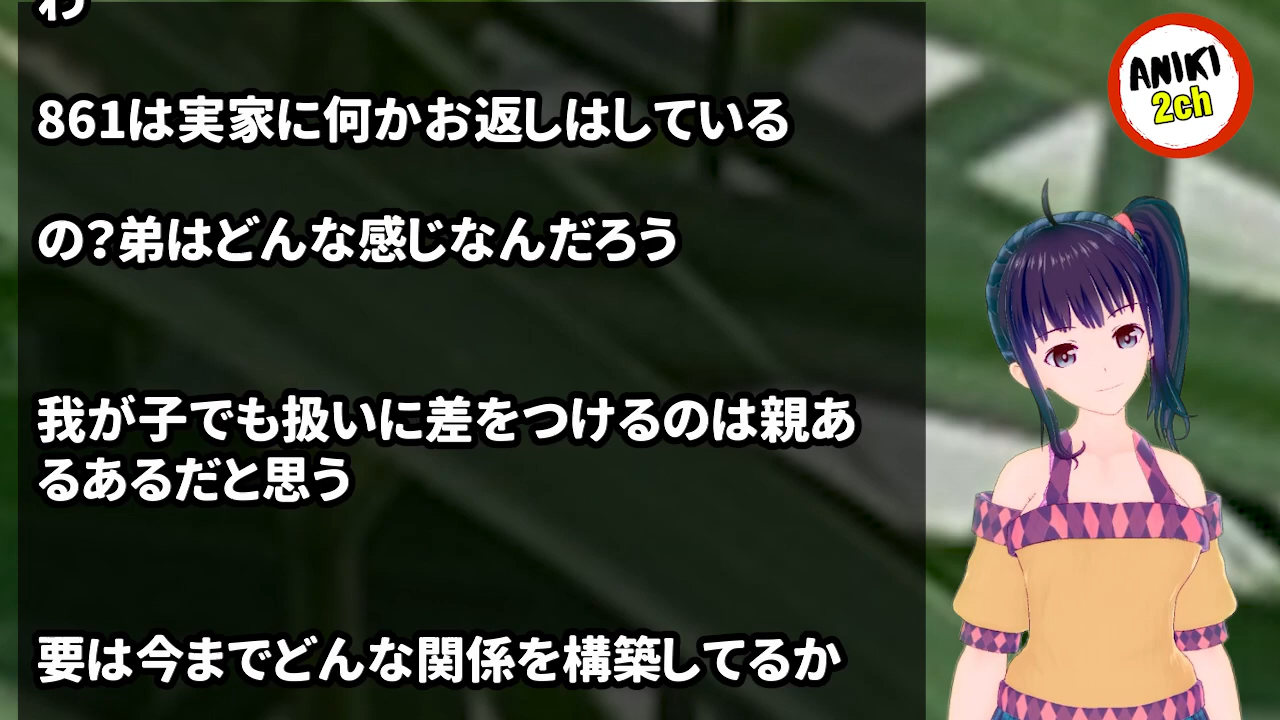 わ
861は実家に何かお返しはしている
の？弟はどんな感じなんだろう
我が子でも扱いに差をつけるのは親あ
るあるだと思う
要は今までどんな関係を構築してるか
ANIKI
2ch